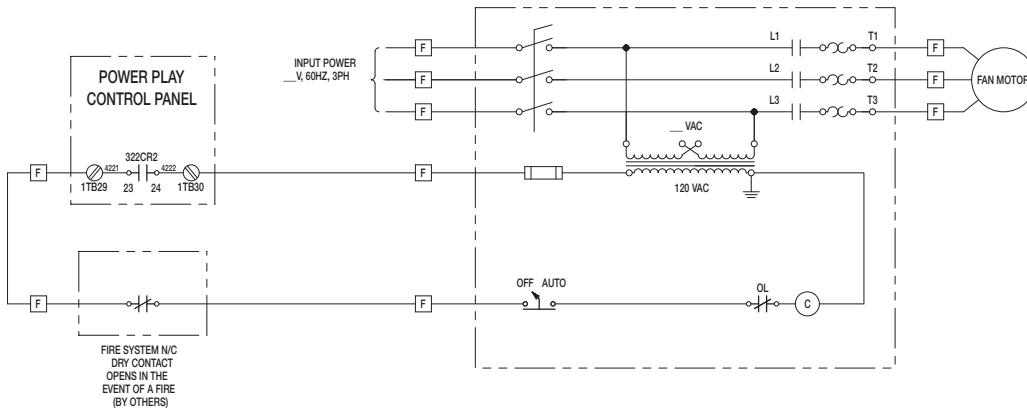 L1
T1
F
F
INPUT POWER
___V, 60HZ, 3PH
L2
T2
F
F
FAN MOTOR
L3
T3
F
F
POWER PLAY
CONTROL PANEL
___ VAC
322CR2
F
4221
4222
F
1TB29
23
24
1TB30
120 VAC
OFF
AUTO
OL
F
F
C
FIRE SYSTEM N/C
DRY CONTACT
OPENS IN THE
EVENT OF A FIRE
(BY OTHERS)